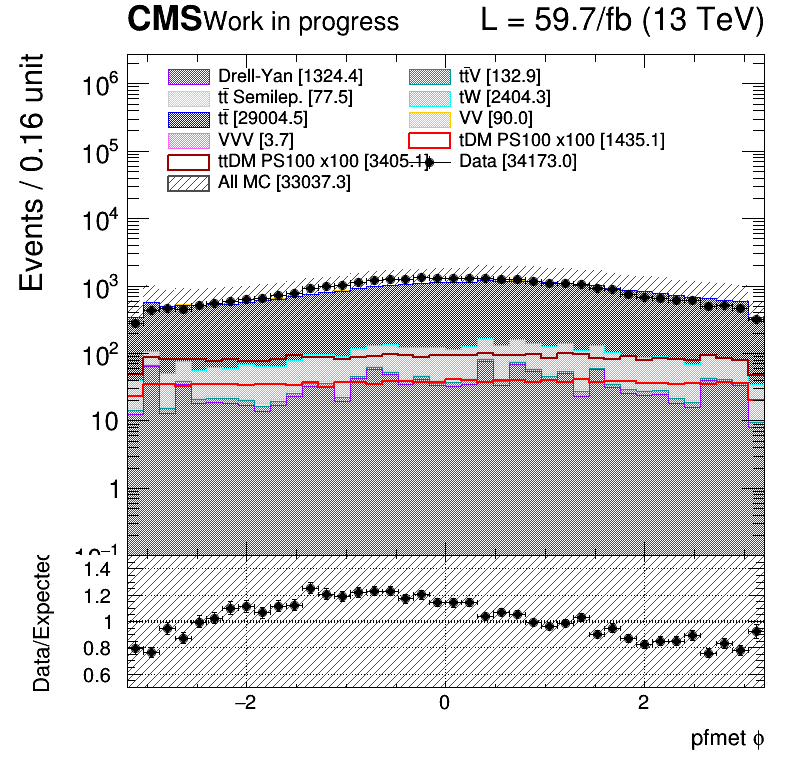 CMS Work in progress L = 59.7/fb (13 TeV)
Events / 0.16 unit
Drell-Yan [1324.4] tt̄V [132.9]
tt̄ Semilep. [77.5] tW [2404.3]
tt̄ [29004.5] VV [90.0]
VVV [3.7] tDM PS100 x100 [1435.1]
ttDM PS100 x100 [3405.1] Data [34173.0]
All MC [33037.3]
10⁶
10⁵
10⁴
10³
10²
10
1
10⁻¹
Data/Expected
1.4
1.2
1
0.8
0.6
−2 0 2
pfmet ϕ